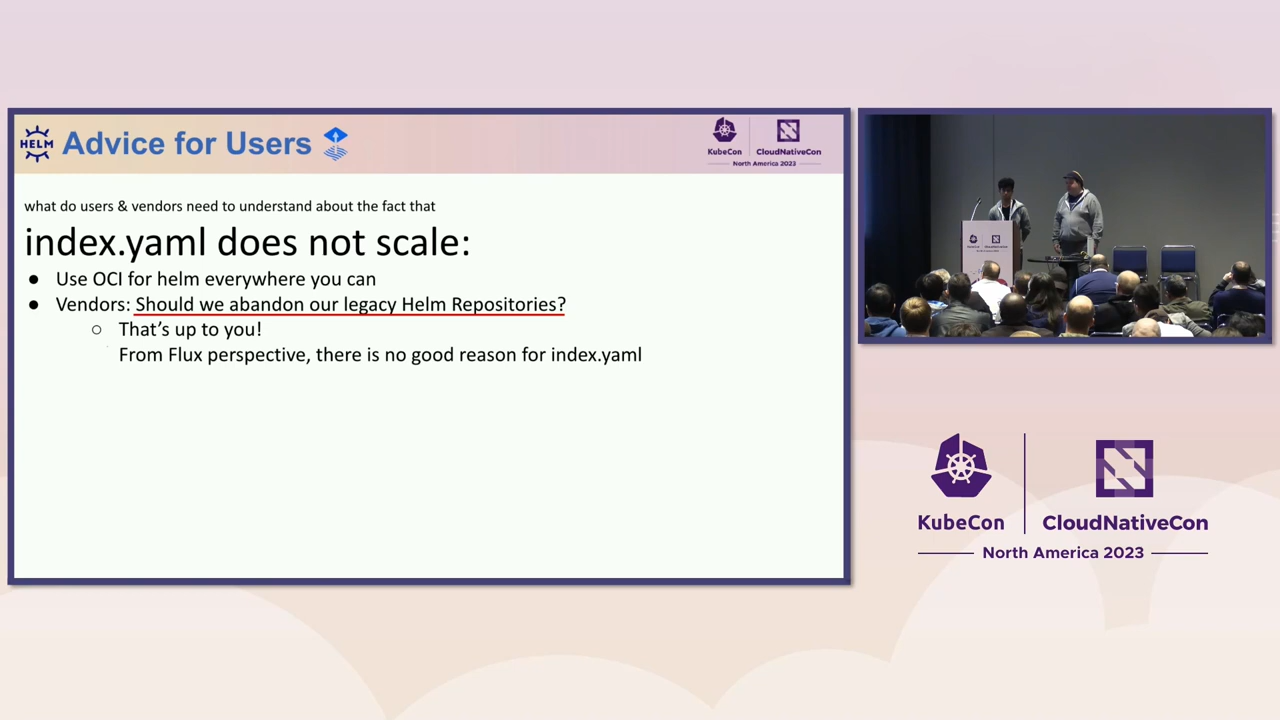 HELM Advice for Users
KubeCon CloudNativeCon
North America 2023
what do users & vendors need to understand about the fact that
index.yaml does not scale:
● Use OCI for helm everywhere you can
● Vendors: Should we abandon our legacy Helm Repositories?
○ That's up to you!
From Flux perspective, there is no good reason for index.yaml
KubeCon CloudNativeCon
North America 2023